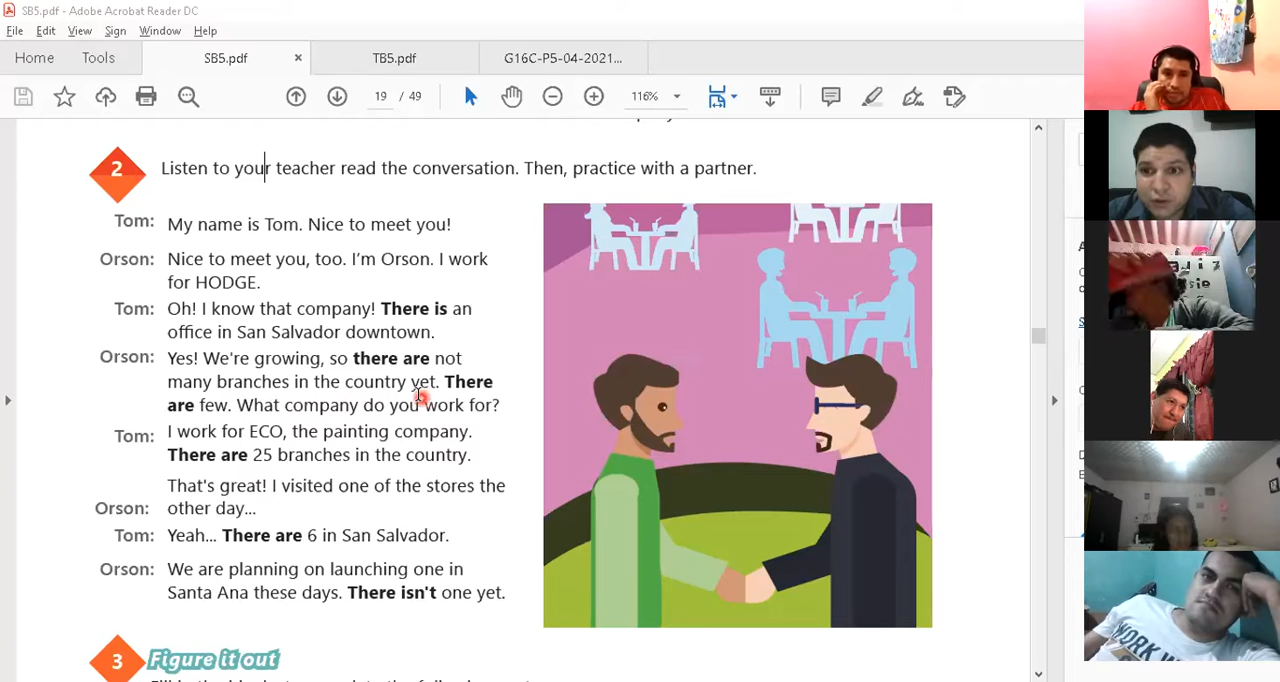 SB5.pdf - Adobe Acrobat Reader DC
File Edit View Sign Window Help
Home Tools SB5.pdf × TB5.pdf G16C-P5-04-2021...
19 / 49 116%
2 Listen to your teacher read the conversation. Then, practice with a partner.
Tom: My name is Tom. Nice to meet you!
Orson: Nice to meet you, too. I'm Orson. I work
for HODGE.
Tom: Oh! I know that company! There is an
office in San Salvador downtown.
Orson: Yes! We're growing, so there are not
many branches in the country yet. There
are few. What company do you work for?
Tom: I work for ECO, the painting company.
There are 25 branches in the country.
That's great! I visited one of the stores the
Orson: other day...
Tom: Yeah... There are 6 in San Salvador.
Orson: We are planning on launching one in
Santa Ana these days. There isn't one yet.
3 Figure it out
WORK